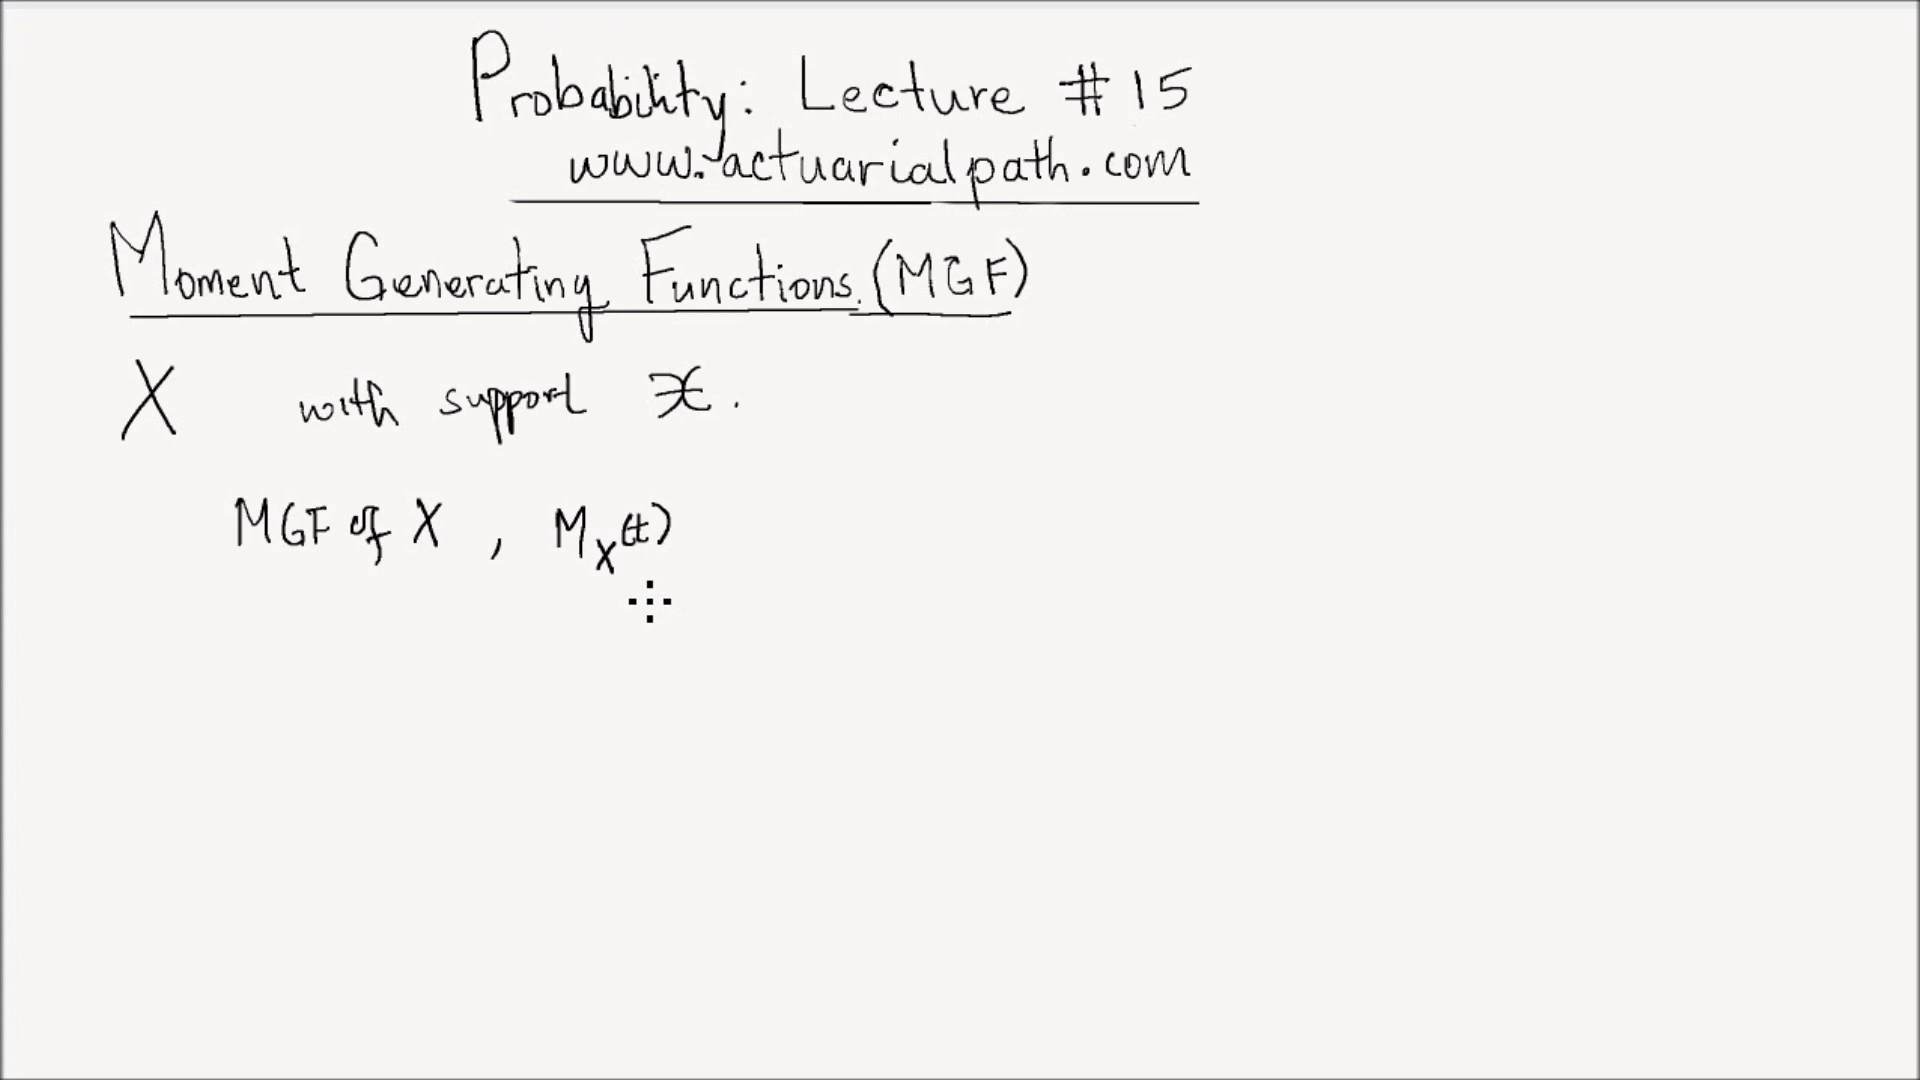 Probability: Lecture #15
www.actuarialpath.com
Moment Generating Functions (MGF)
X with support 𝒳.
MGF of X , M_X(t)